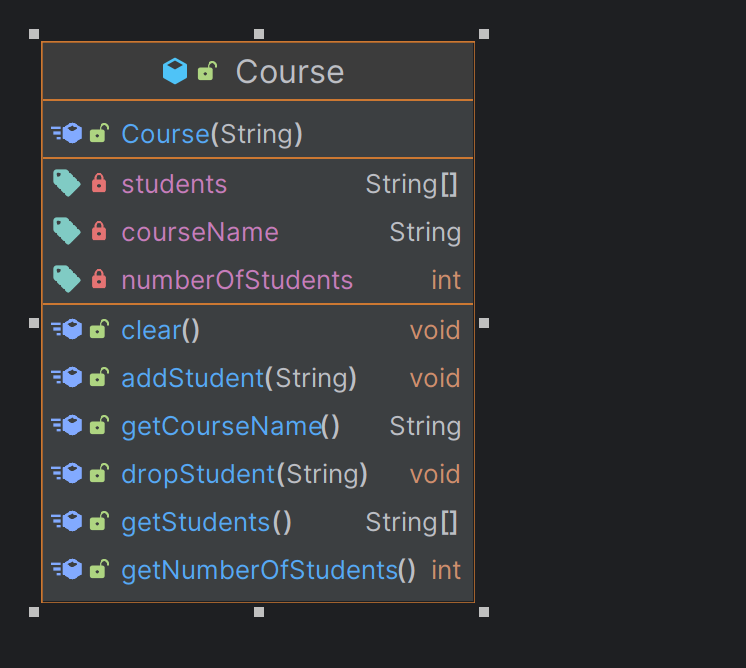 Course
Course(String)
students String[]
courseName String
numberOfStudents int
clear() void
addStudent(String) void
getCourseName() String
dropStudent(String) void
getStudents() String[]
getNumberOfStudents() int